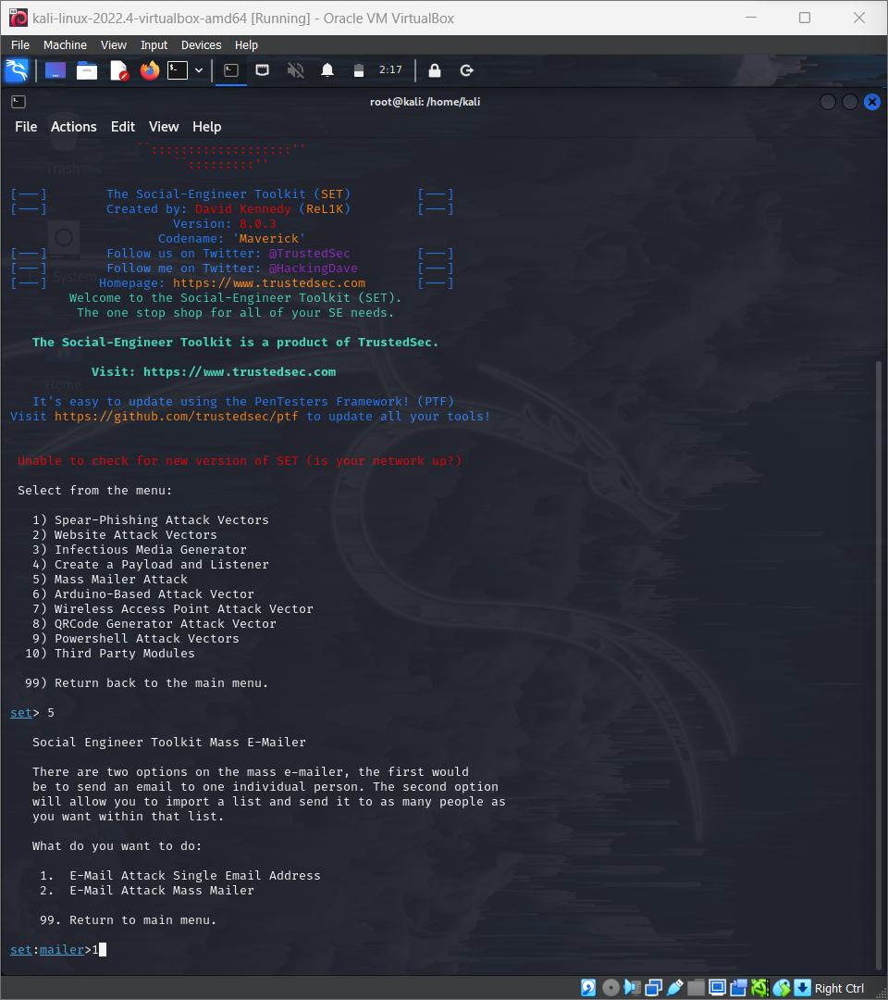 kali-linux-2022.4-virtualbox-amd64 [Running] - Oracle VM VirtualBox
File Machine View Input Devices Help
2:17
root@kali: /home/kali
File Actions Edit View Help
``:::::::::::::::::::''
``:::::::::''
Trash
[---] The Social-Engineer Toolkit (SET) [---]
[---] Created by: David Kennedy (ReL1K) [---]
Version: 8.0.3
Codename: 'Maverick'
[---] Follow us on Twitter: @TrustedSec [---]
[---] Follow me on Twitter: @HackingDave [---]
System
[---] Homepage: https://www.trustedsec.com [---]
Welcome to the Social-Engineer Toolkit (SET).
The one stop shop for all of your SE needs.
The Social-Engineer Toolkit is a product of TrustedSec.
Visit: https://www.trustedsec.com
Home
It's easy to update using the PenTesters Framework! (PTF)
Visit https://github.com/trustedsec/ptf to update all your tools!
Unable to check for new version of SET (is your network up?)
Select from the menu:
1) Spear-Phishing Attack Vectors
2) Website Attack Vectors
3) Infectious Media Generator
4) Create a Payload and Listener
5) Mass Mailer Attack
6) Arduino-Based Attack Vector
7) Wireless Access Point Attack Vector
8) QRCode Generator Attack Vector
9) Powershell Attack Vectors
10) Third Party Modules
99) Return back to the main menu.
set> 5
Social Engineer Toolkit Mass E-Mailer
There are two options on the mass e-mailer, the first would
be to send an email to one individual person. The second option
will allow you to import a list and send it to as many people as
you want within that list.
What do you want to do:
1. E-Mail Attack Single Email Address
2. E-Mail Attack Mass Mailer
99. Return to main menu.
set:mailer>1
Right Ctrl